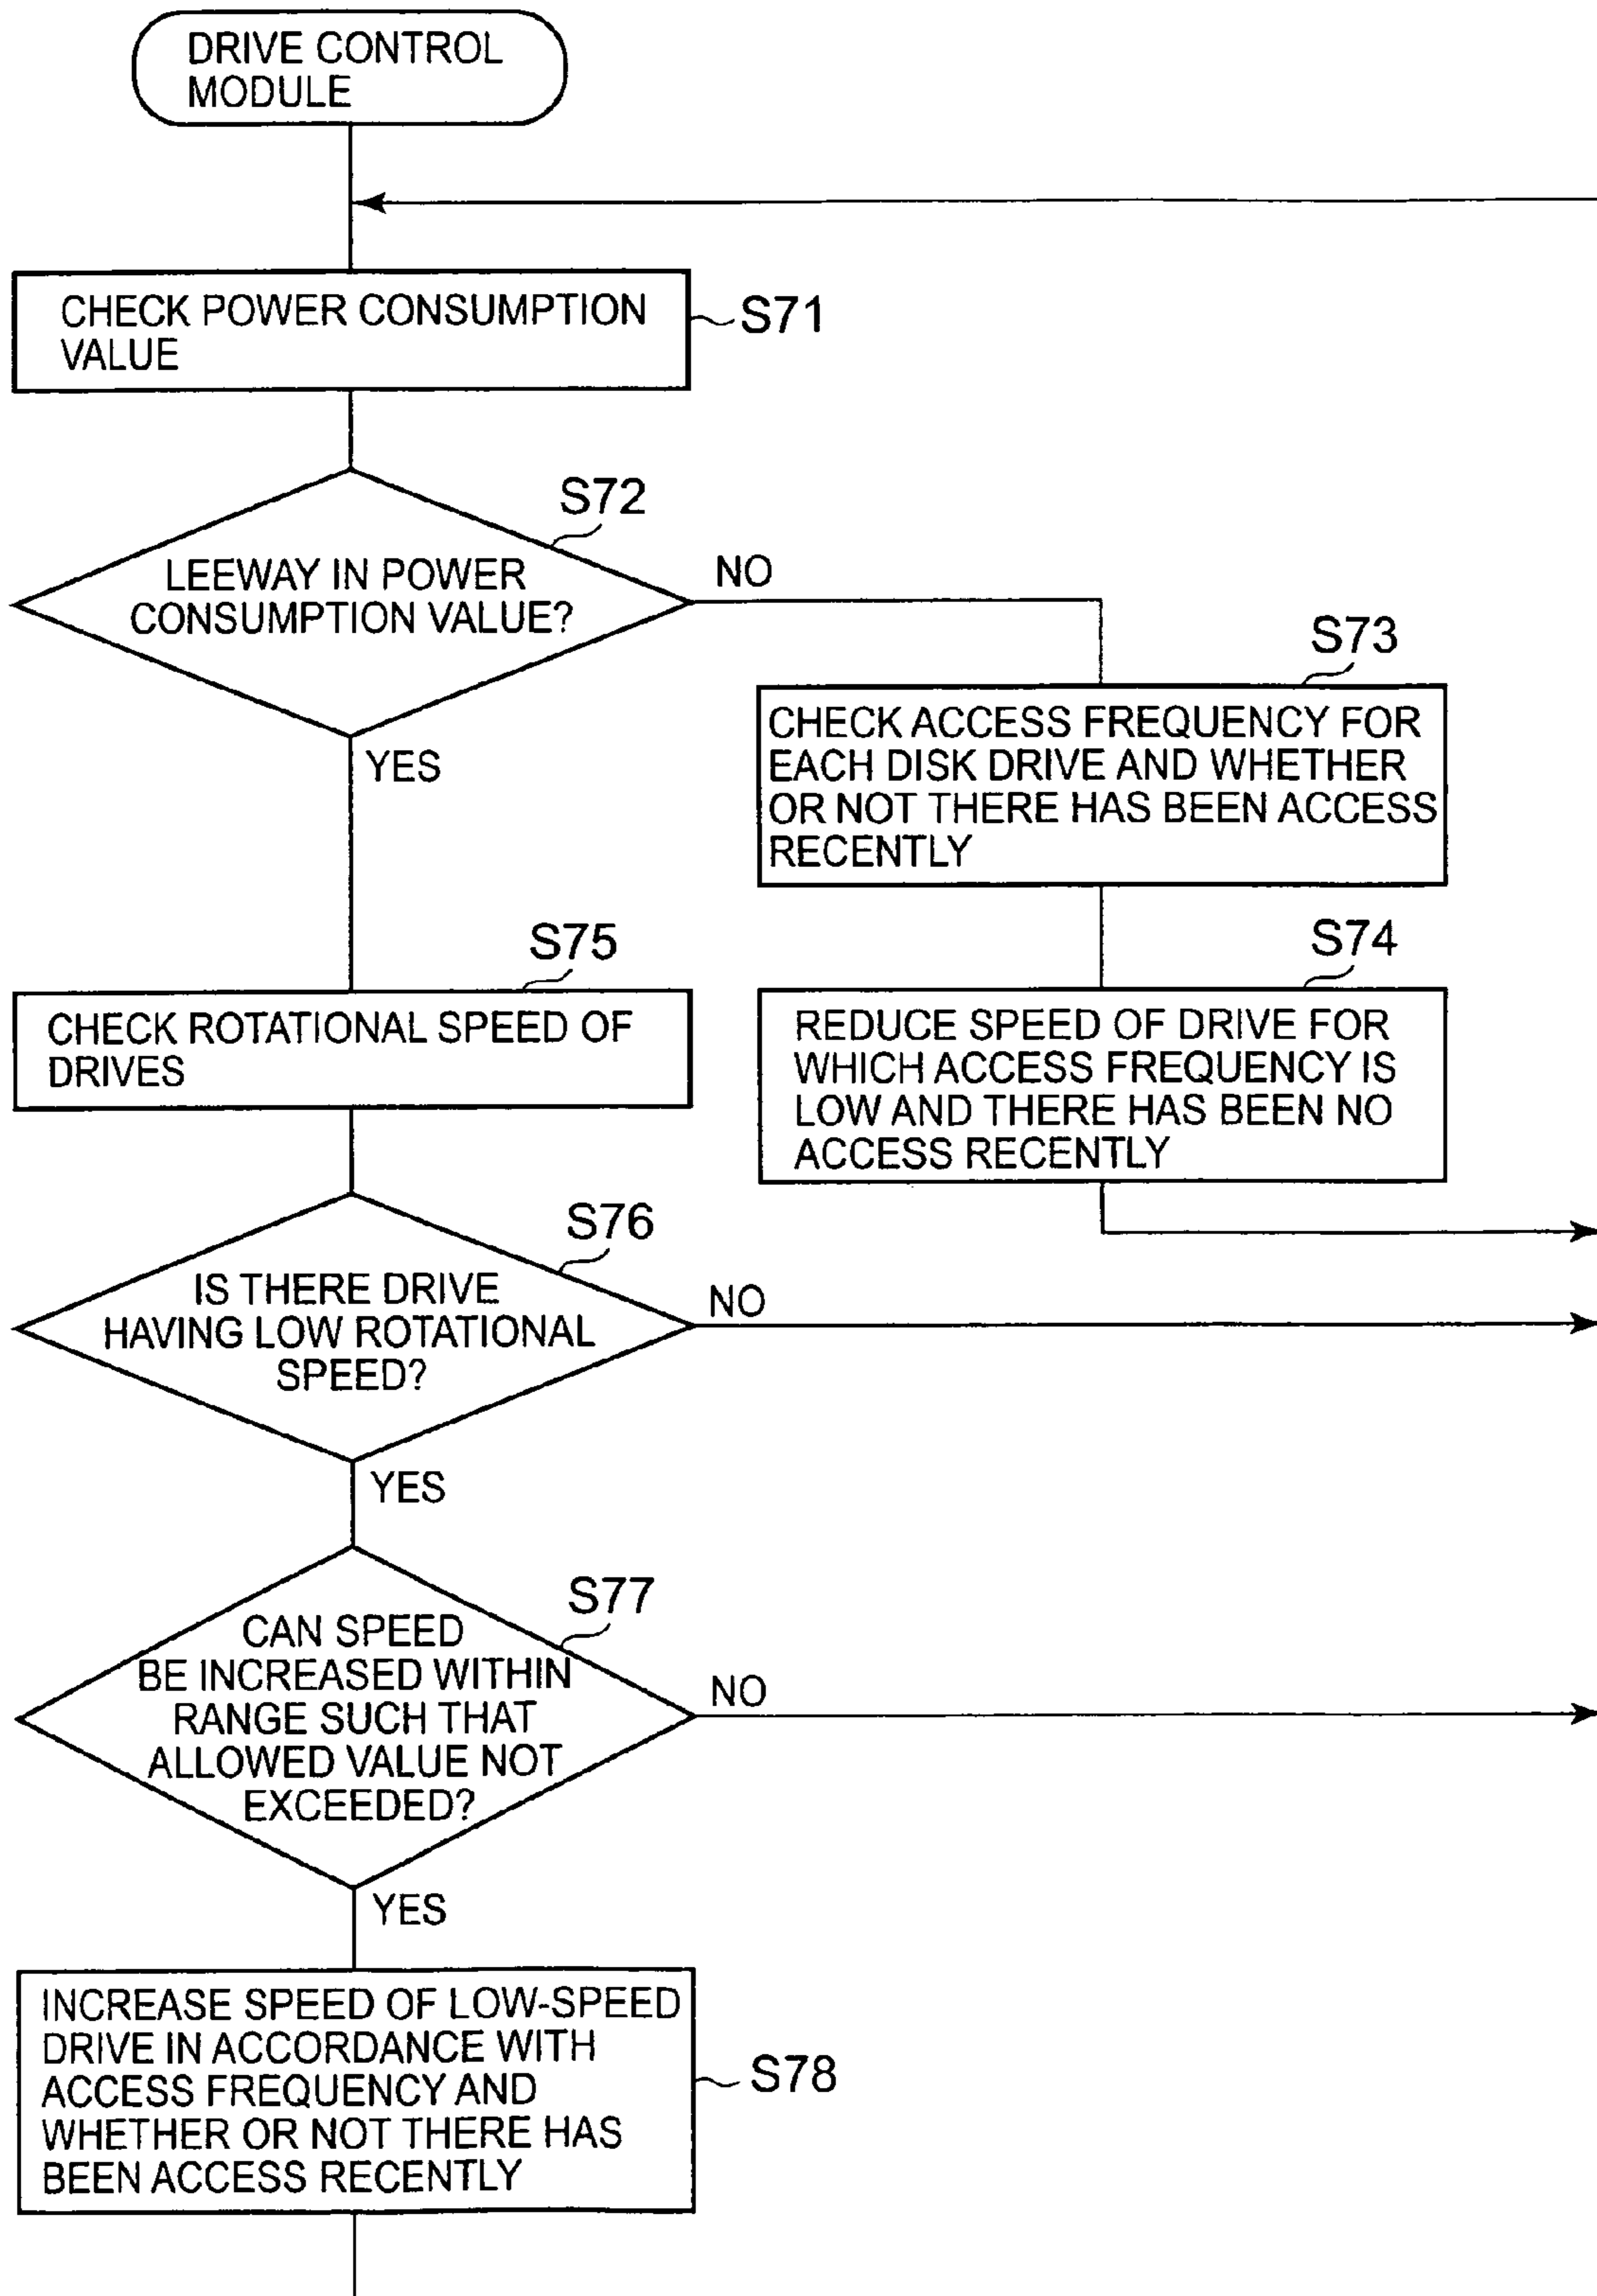 DRIVE CONTROL
MODULE
CHECK POWER CONSUMPTION
VALUE
S71
S72
LEEWAY IN POWER
CONSUMPTION VALUE?
NO
YES
S73
CHECK ACCESS FREQUENCY FOR
EACH DISK DRIVE AND WHETHER
OR NOT THERE HAS BEEN ACCESS
RECENTLY
S74
REDUCE SPEED OF DRIVE FOR
WHICH ACCESS FREQUENCY IS
LOW AND THERE HAS BEEN NO
ACCESS RECENTLY
S75
CHECK ROTATIONAL SPEED OF
DRIVES
S76
IS THERE DRIVE
HAVING LOW ROTATIONAL
SPEED?
NO
YES
S77
CAN SPEED
BE INCREASED WITHIN
RANGE SUCH THAT
ALLOWED VALUE NOT
EXCEEDED?
NO
YES
INCREASE SPEED OF LOW-SPEED
DRIVE IN ACCORDANCE WITH
ACCESS FREQUENCY AND
WHETHER OR NOT THERE HAS
BEEN ACCESS RECENTLY
S78